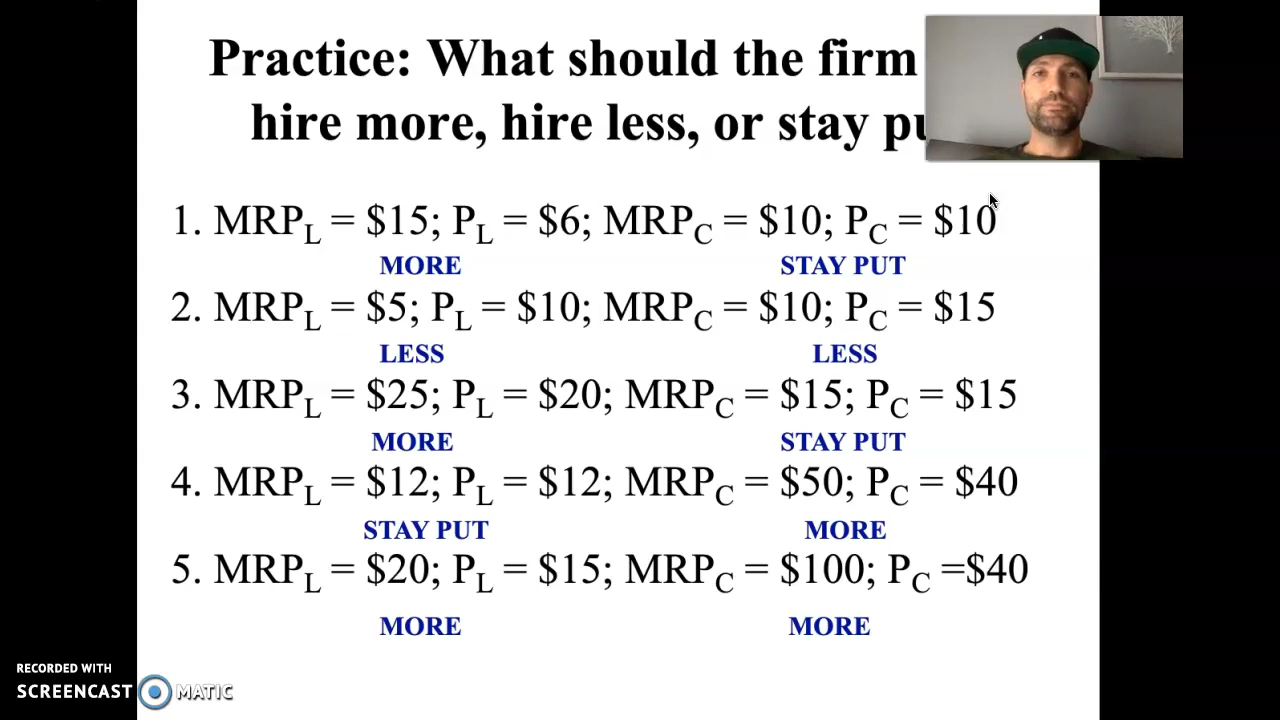 Practice: What should the firm
hire more, hire less, or stay
1. MRPL = $15; PL = $6; MRPC = $10; PC = $10
MORE STAY PUT
2. MRPL = $5; PL = $10; MRPC = $10; PC = $15
LESS LESS
3. MRPL = $25; PL = $20; MRPC = $15; PC = $15
MORE STAY PUT
4. MRPL = $12; PL = $12; MRPC = $50; PC = $40
STAY PUT MORE
5. MRPL = $20; PL = $15; MRPC = $100; PC =$40
MORE MORE
RECORDED WITH
SCREENCAST MATIC